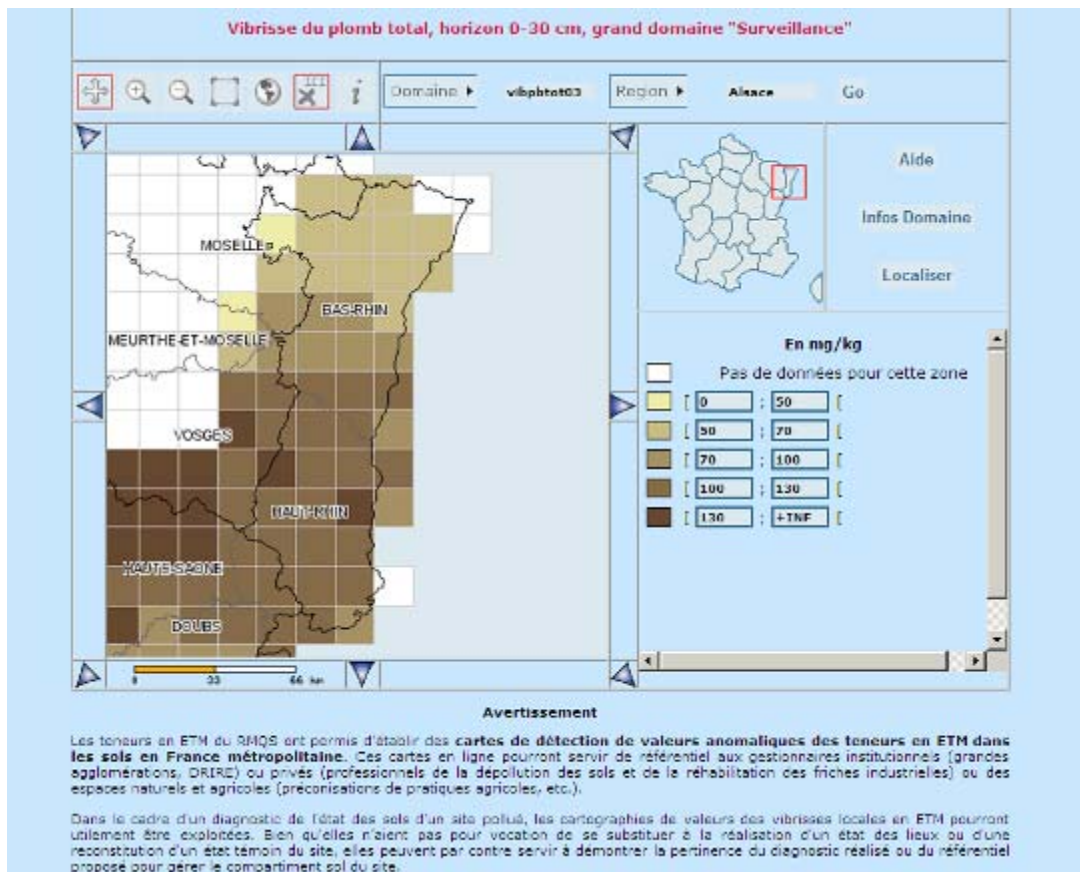 Vibrisse du plomb total, horizon 0-30 cm, grand domaine "Surveillance"
i Domaine vibpbtot03 Region Alsace Go
MOSELLE
BAS-RHIN
MEURTHE-ET-MOSELLE
VOSGES
HAUT-RHIN
HAUTE-SAONE
DOUBS
0 33 66 km
Aide
Infos Domaine
Localiser
En mg/kg
Pas de données pour cette zone
[ 0 ; 50 [
[ 50 ; 70 [
[ 70 ; 100 [
[ 100 ; 130 [
[ 130 ; +INF [
Avertissement
Les teneurs en ETM du RMQS ont permis d'établir des cartes de détection de valeurs anomaliques des teneurs en ETM dans
les sols en France métropolitaine. Ces cartes en ligne pourront servir de référentiel aux gestionnaires institutionnels (grandes
agglomérations, DRIRE) ou privés (professionnels de la dépollution des sols et de la réhabilitation des friches industrielles) ou des
espaces naturels et agricoles (préconisations de pratiques agricoles, etc.).
Dans le cadre d'un diagnostic de l'état des sols d'un site pollué, les cartographies de valeurs des vibrisses locales en ETM pourront
utilement être exploitées. Bien qu'elles n'aient pas pour vocation de se substituer à la réalisation d'un état des lieux ou d'une
reconstitution d'un état témoin du site, elles peuvent par contre servir à démontrer la pertinence du diagnostic réalisé ou du référentiel
proposé pour gérer le compartiment sol du site.